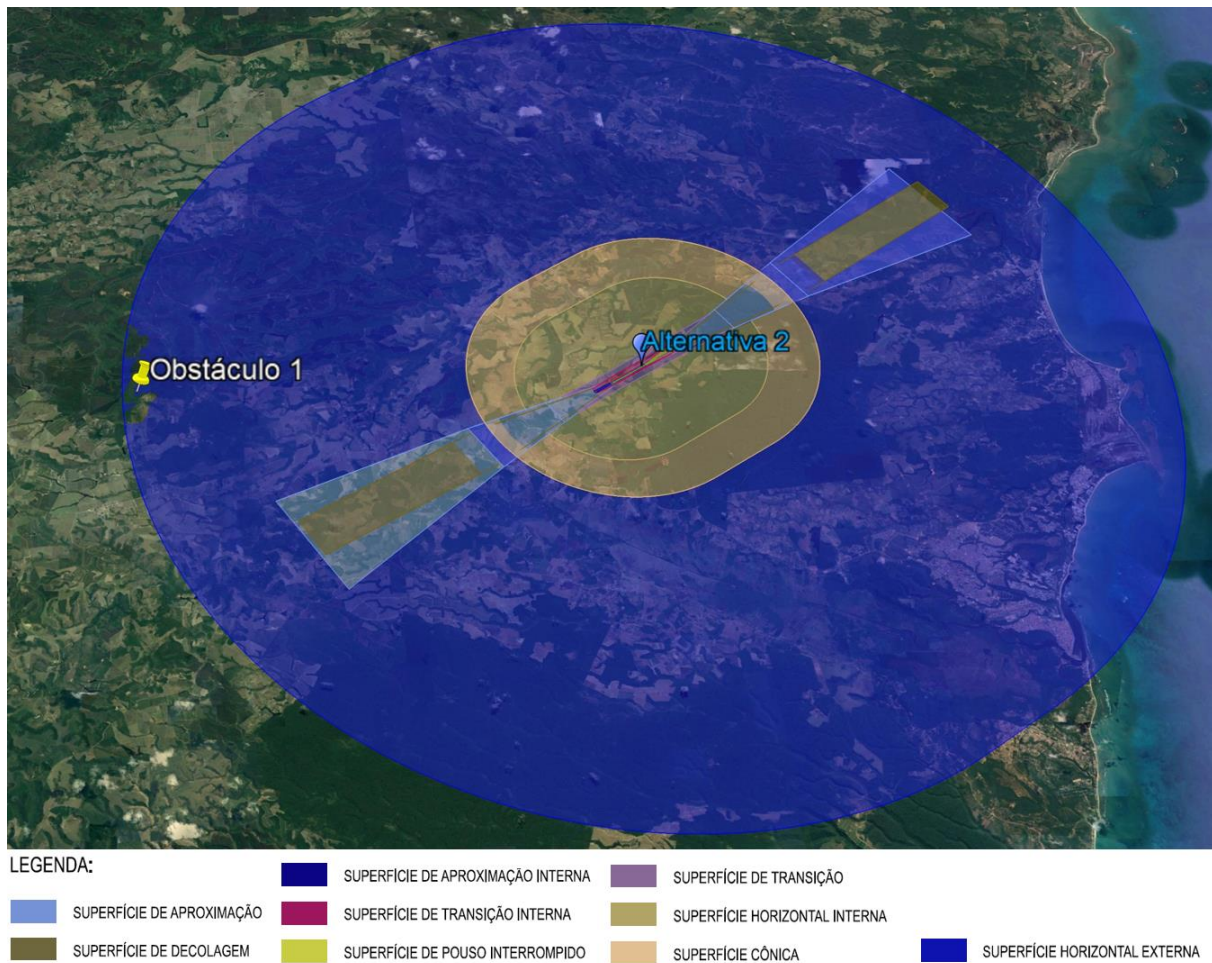 Alternativa 2
Obstáculo 1
LEGENDA:
SUPERFÍCIE DE APROXIMAÇÃO
SUPERFÍCIE DE DECOLAGEM
SUPERFÍCIE DE APROXIMAÇÃO INTERNA
SUPERFÍCIE DE TRANSIÇÃO INTERNA
SUPERFÍCIE DE POUSO INTERROMPIDO
SUPERFÍCIE DE TRANSIÇÃO
SUPERFÍCIE HORIZONTAL INTERNA
SUPERFÍCIE CÔNICA
SUPERFÍCIE HORIZONTAL EXTERNA